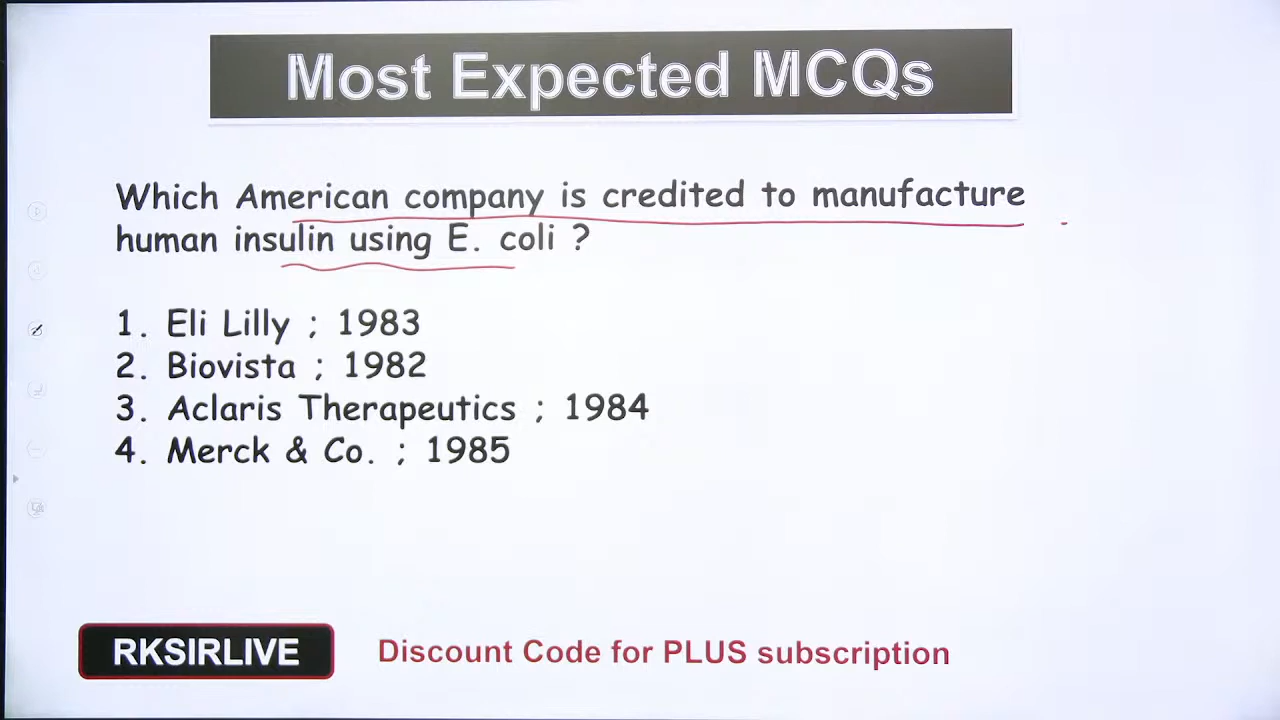 Most Expected MCQs
Which American company is credited to manufacture
human insulin using E. coli ?
1. Eli Lilly ; 1983
2. Biovista ; 1982
3. Aclaris Therapeutics ; 1984
4. Merck & Co. ; 1985
RKSIRLIVE
Discount Code for PLUS subscription